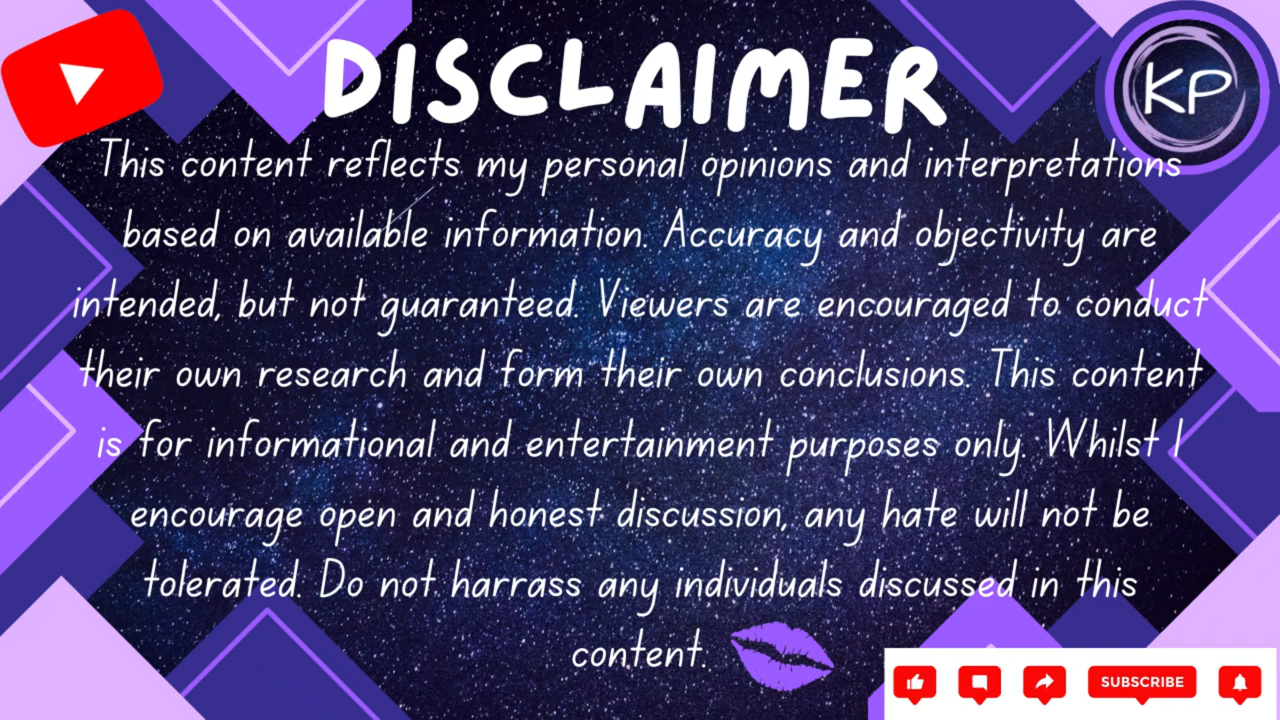 DISCLAIMER
KP
This content reflects my personal opinions and interpretations
based on available information. Accuracy and objectivity are
intended, but not guaranteed. Viewers are encouraged to conduct
their own research and form their own conclusions. This content
is for informational and entertainment purposes only. Whilst I
encourage open and honest discussion, any hate will not be
tolerated. Do not harrass any individuals discussed in this
content.
SUBSCRIBE